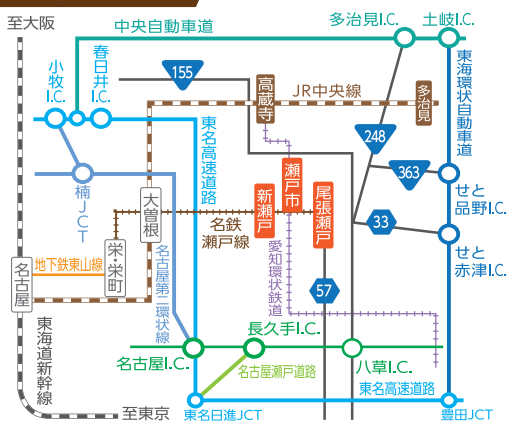 至大阪
中央自動車道
多治見I.C.
土岐I.C.
小牧I.C.
春日井I.C.
155
高蔵寺
JR中央線
多治見
東海環状自動車道
東名高速道路
248
363
楠JCT
大曽根
新瀬戸
瀬戸市
尾張瀬戸
せと品野I.C.
33
名鉄瀬戸線
栄・栄町
せと赤津I.C.
名古屋
地下鉄東山線
名古屋第二環状線
愛知環状鉄道
57
東海道新幹線
長久手I.C.
名古屋I.C.
名古屋瀬戸道路
八草I.C.
東名高速道路
至東京
東名日進JCT
豊田JCT